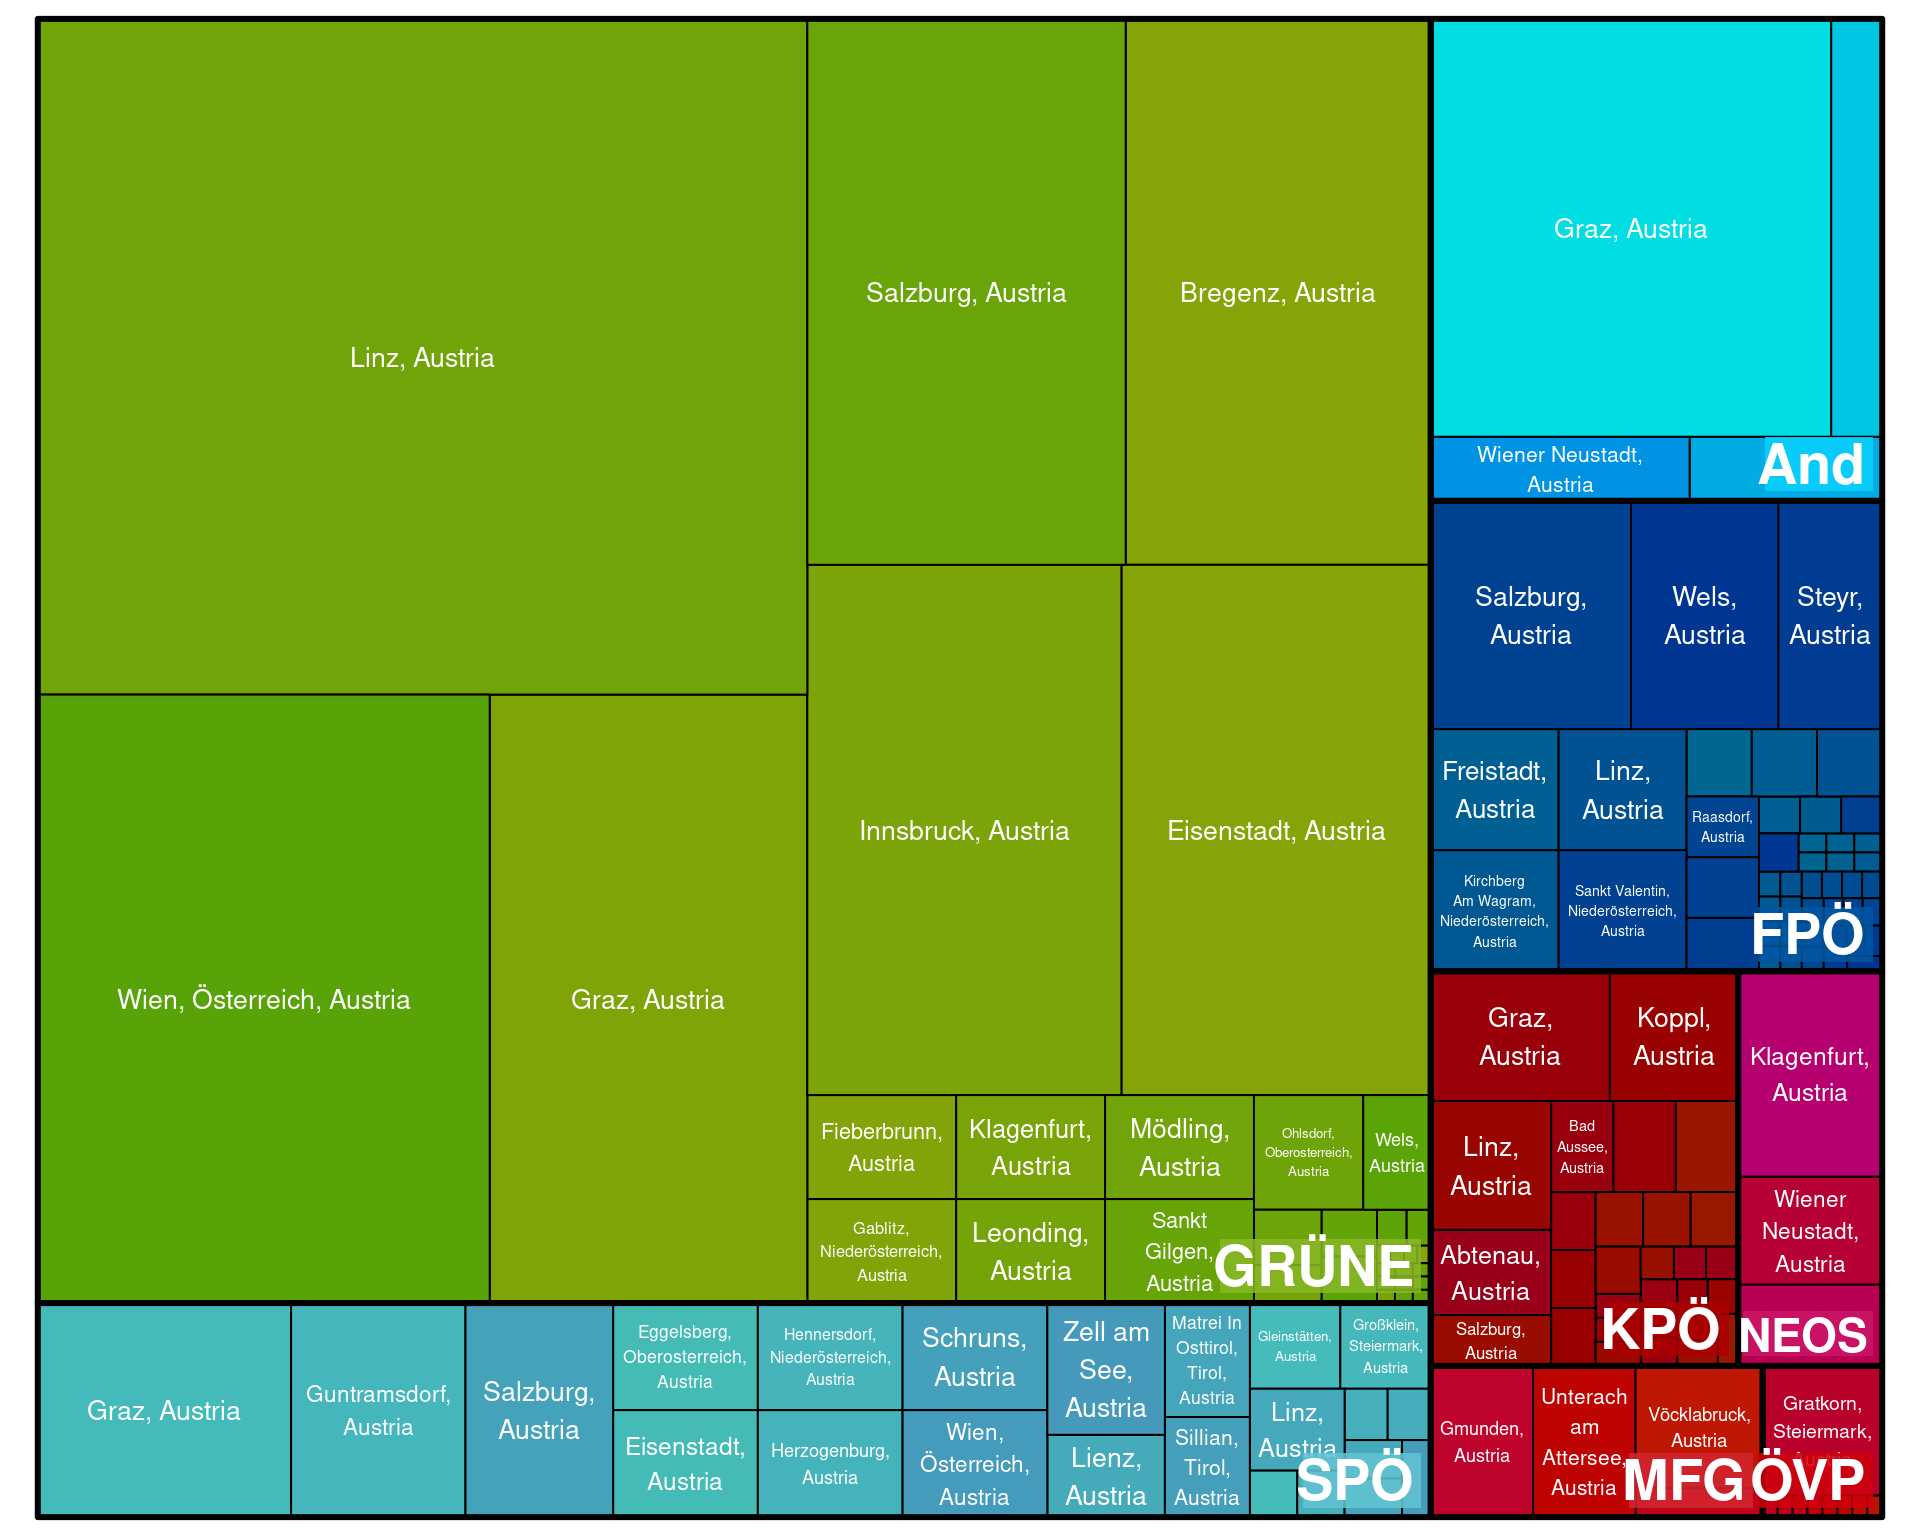 Linz, Austria
Salzburg, Austria
Bregenz, Austria
Wien, Österreich, Austria
Graz, Austria
Innsbruck, Austria
Eisenstadt, Austria
Fieberbrunn,
Austria
Klagenfurt,
Austria
Mödling,
Austria
Ohlsdorf,
Oberosterreich,
Austria
Wels,
Austria
Gablitz,
Niederösterreich,
Austria
Leonding,
Austria
Sankt
Gilgen,
Austria
GRÜNE
Graz, Austria
Guntramsdorf,
Austria
Salzburg,
Austria
Eggelsberg,
Oberosterreich,
Austria
Eisenstadt,
Austria
Hennersdorf,
Niederösterreich,
Austria
Herzogenburg,
Austria
Schruns,
Austria
Wien,
Österreich,
Austria
Zell am
See,
Austria
Lienz,
Austria
Matrei In
Osttirol,
Tirol,
Austria
Sillian,
Tirol,
Austria
Gleinstätten,
Austria
Großklein,
Steiermark,
Austria
Linz,
Austria
SPÖ
Graz, Austria
Wiener Neustadt,
Austria
And
Salzburg,
Austria
Wels,
Austria
Steyr,
Austria
Freistadt,
Austria
Linz,
Austria
Raasdorf,
Austria
Kirchberg
Am Wagram,
Niederösterreich,
Austria
Sankt Valentin,
Niederösterreich,
Austria
FPÖ
Graz,
Austria
Koppl,
Austria
Linz,
Austria
Bad
Aussee,
Austria
Abtenau,
Austria
Salzburg,
Austria
KPÖ
Klagenfurt,
Austria
Wiener
Neustadt,
Austria
NEOS
Gmunden,
Austria
Unterach
am
Attersee,
Austria
Vöcklabruck,
Austria
MFG
Gratkorn,
Steiermark,
ÖVP